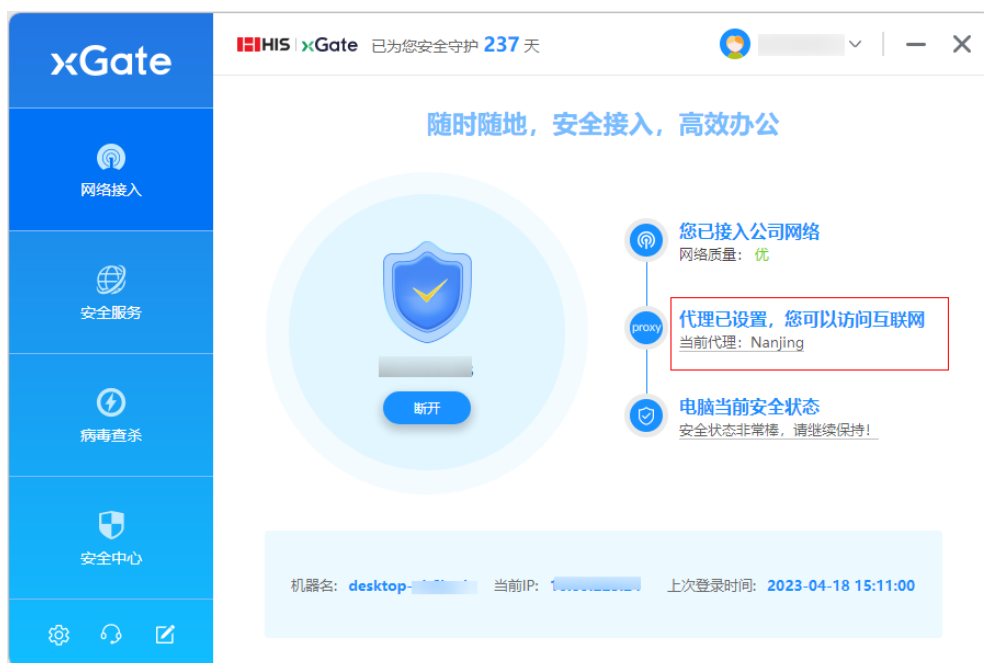 xGate
HIS xGate 已为您安全守护 237 天
随时随地，安全接入，高效办公
网络接入
安全服务
病毒查杀
安全中心
断开
您已接入公司网络
网络质量： 优
proxy
代理已设置，您可以访问互联网
当前代理：Nanjing
电脑当前安全状态
安全状态非常棒，请继续保持！
机器名：desktop- 当前IP: 上次登录时间: 2023-04-18 15:11:00